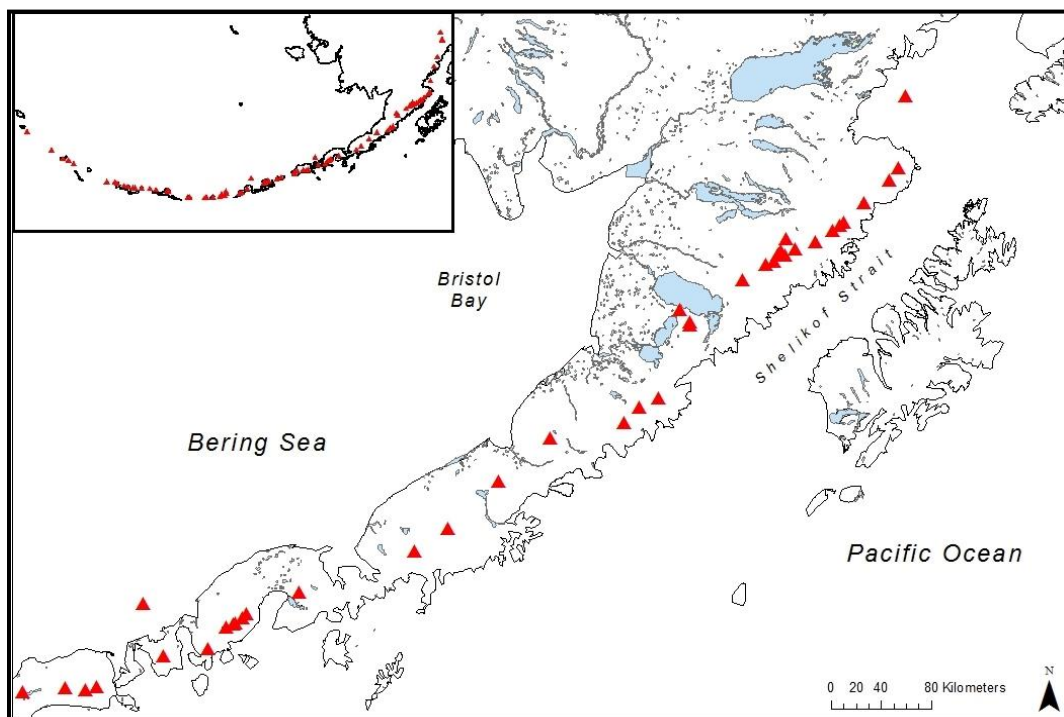 Bristol
Bay
Shelikof Strait
Bering Sea
Pacific Ocean
N
0 20 40 80 Kilometers